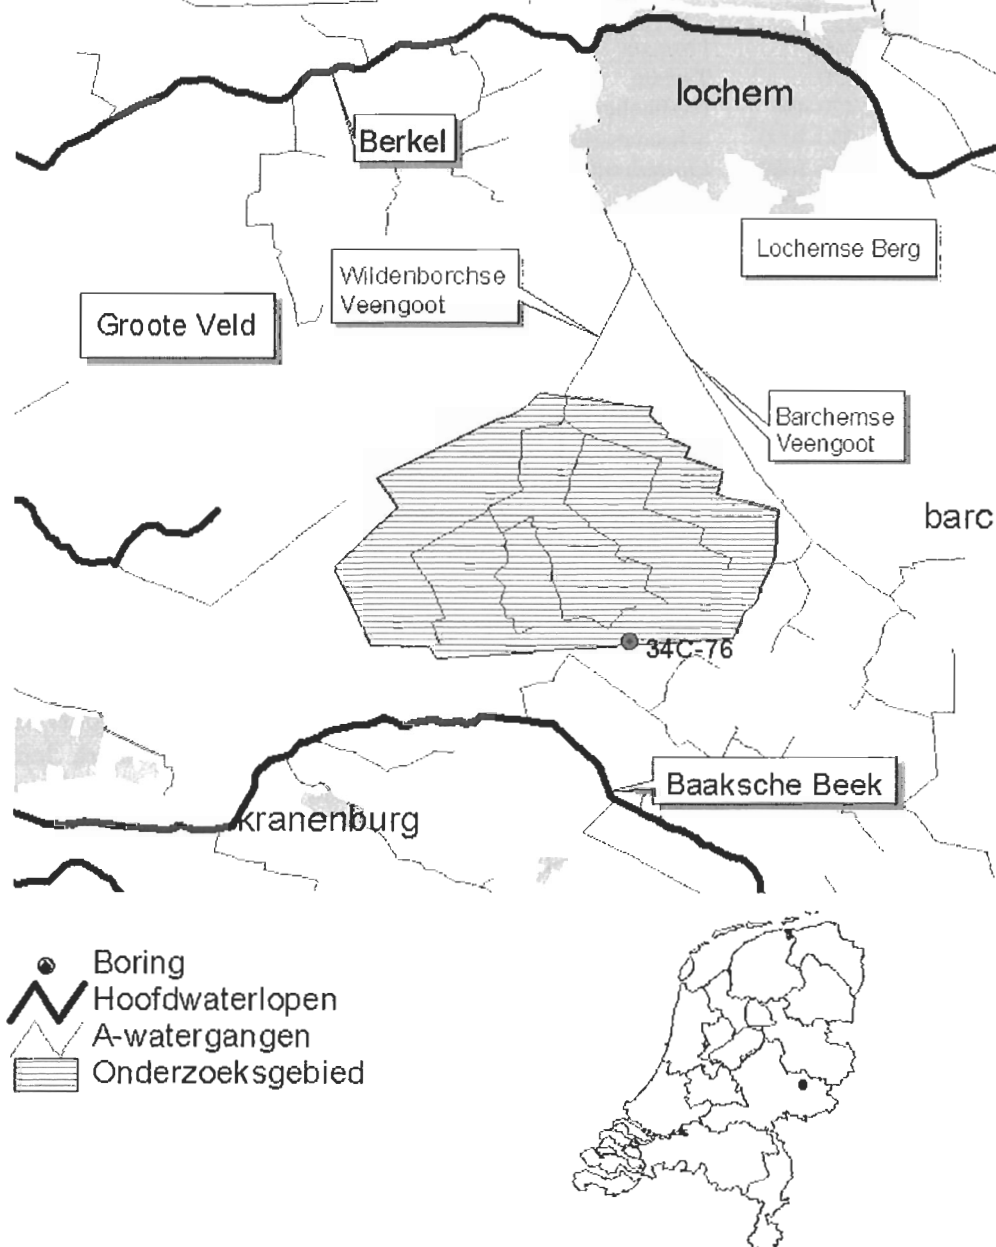 lochem
Berkel
Lochemse Berg
Wildenborchse
Veengoot
Groote Veld
Barchemse
Veengoot
barc
34C-76
Baaksche Beek
kranenburg
Boring
Hoofdwaterlopen
A-watergangen
Onderzoeksgebied